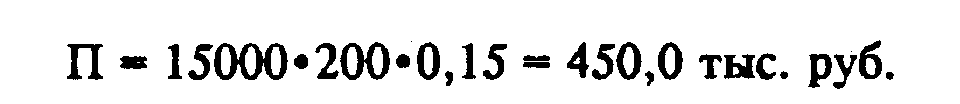 П = 15000•200•0,15 = 450,0 тыс. руб.